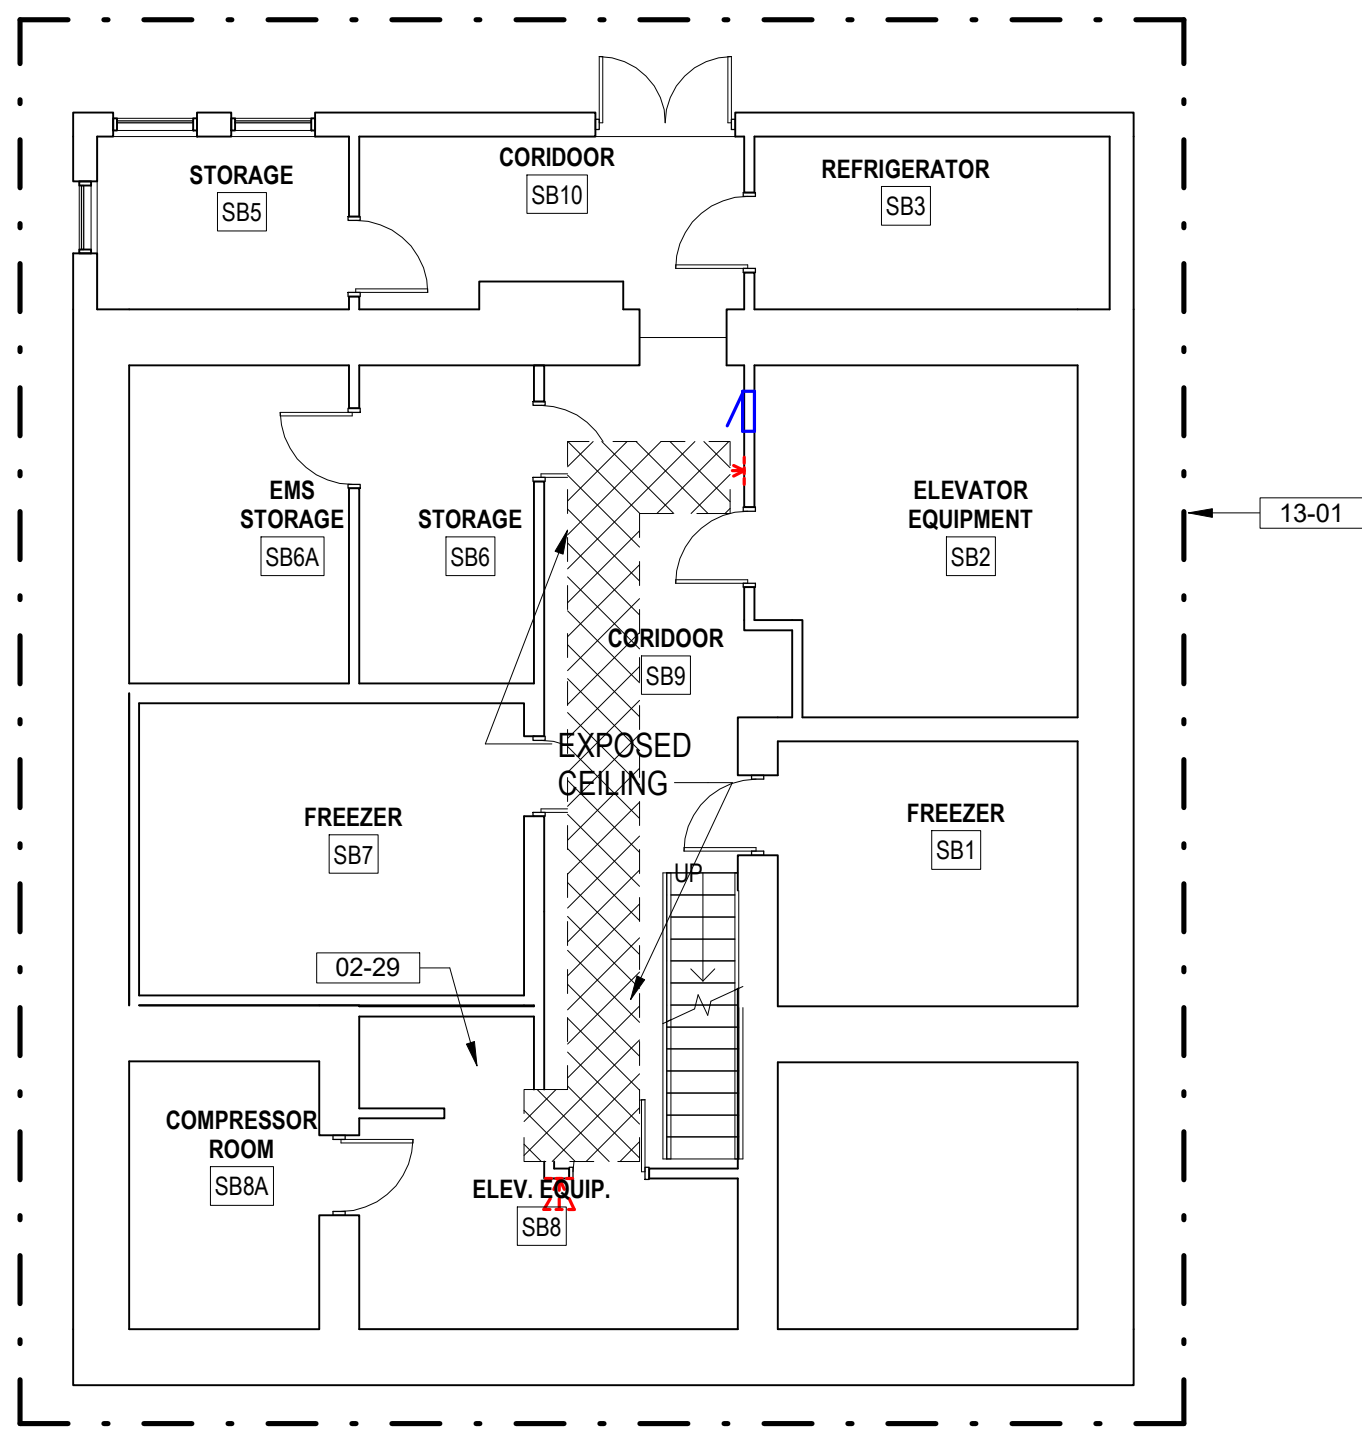 CORIDOOR
SB10
STORAGE
SB5
REFRIGERATOR
SB3
EMS
STORAGE
SB6A
STORAGE
SB6
ELEVATOR
EQUIPMENT
SB2
13-01
CORIDOOR
SB9
EXPOSED
CEILING
FREEZER
SB7
FREEZER
SB1
UP
02-29
COMPRESSOR
ROOM
SB8A
ELEV. EQUIP.
SB8